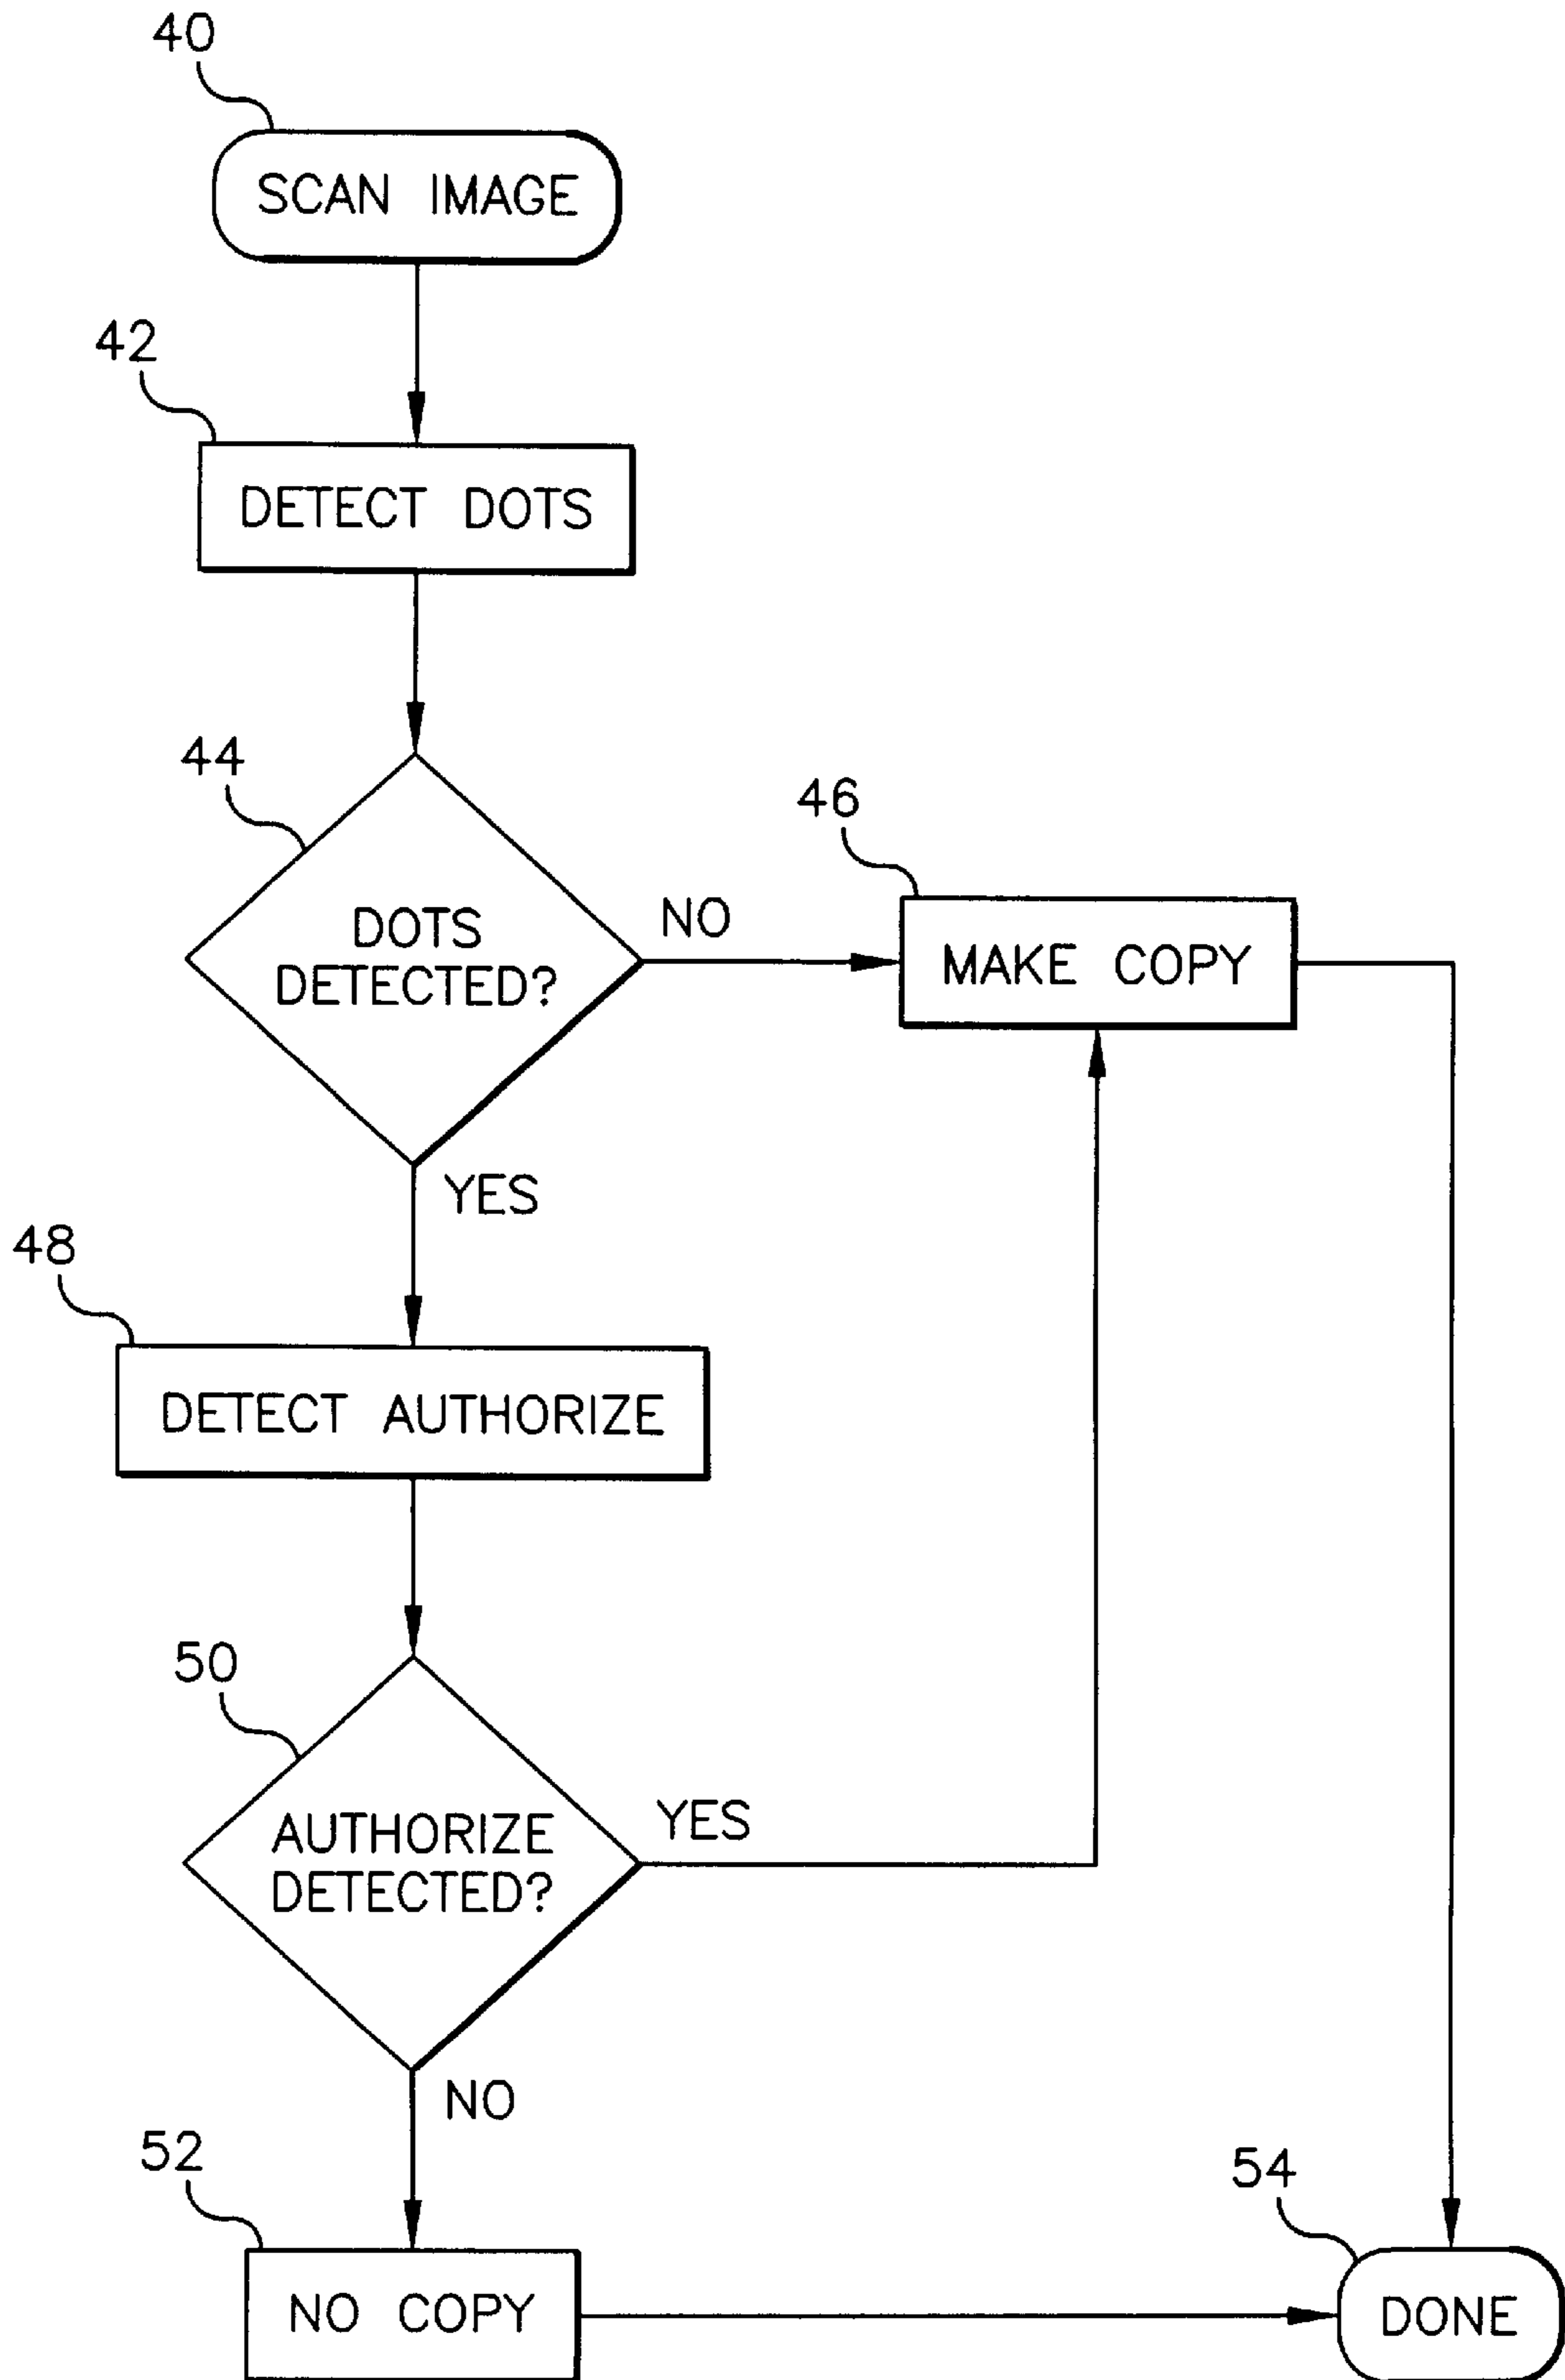 40
SCAN IMAGE
42
DETECT DOTS
44
DOTS
DETECTED?
NO
46
MAKE COPY
YES
48
DETECT AUTHORIZE
50
AUTHORIZE
DETECTED?
YES
NO
52
NO COPY
54
DONE